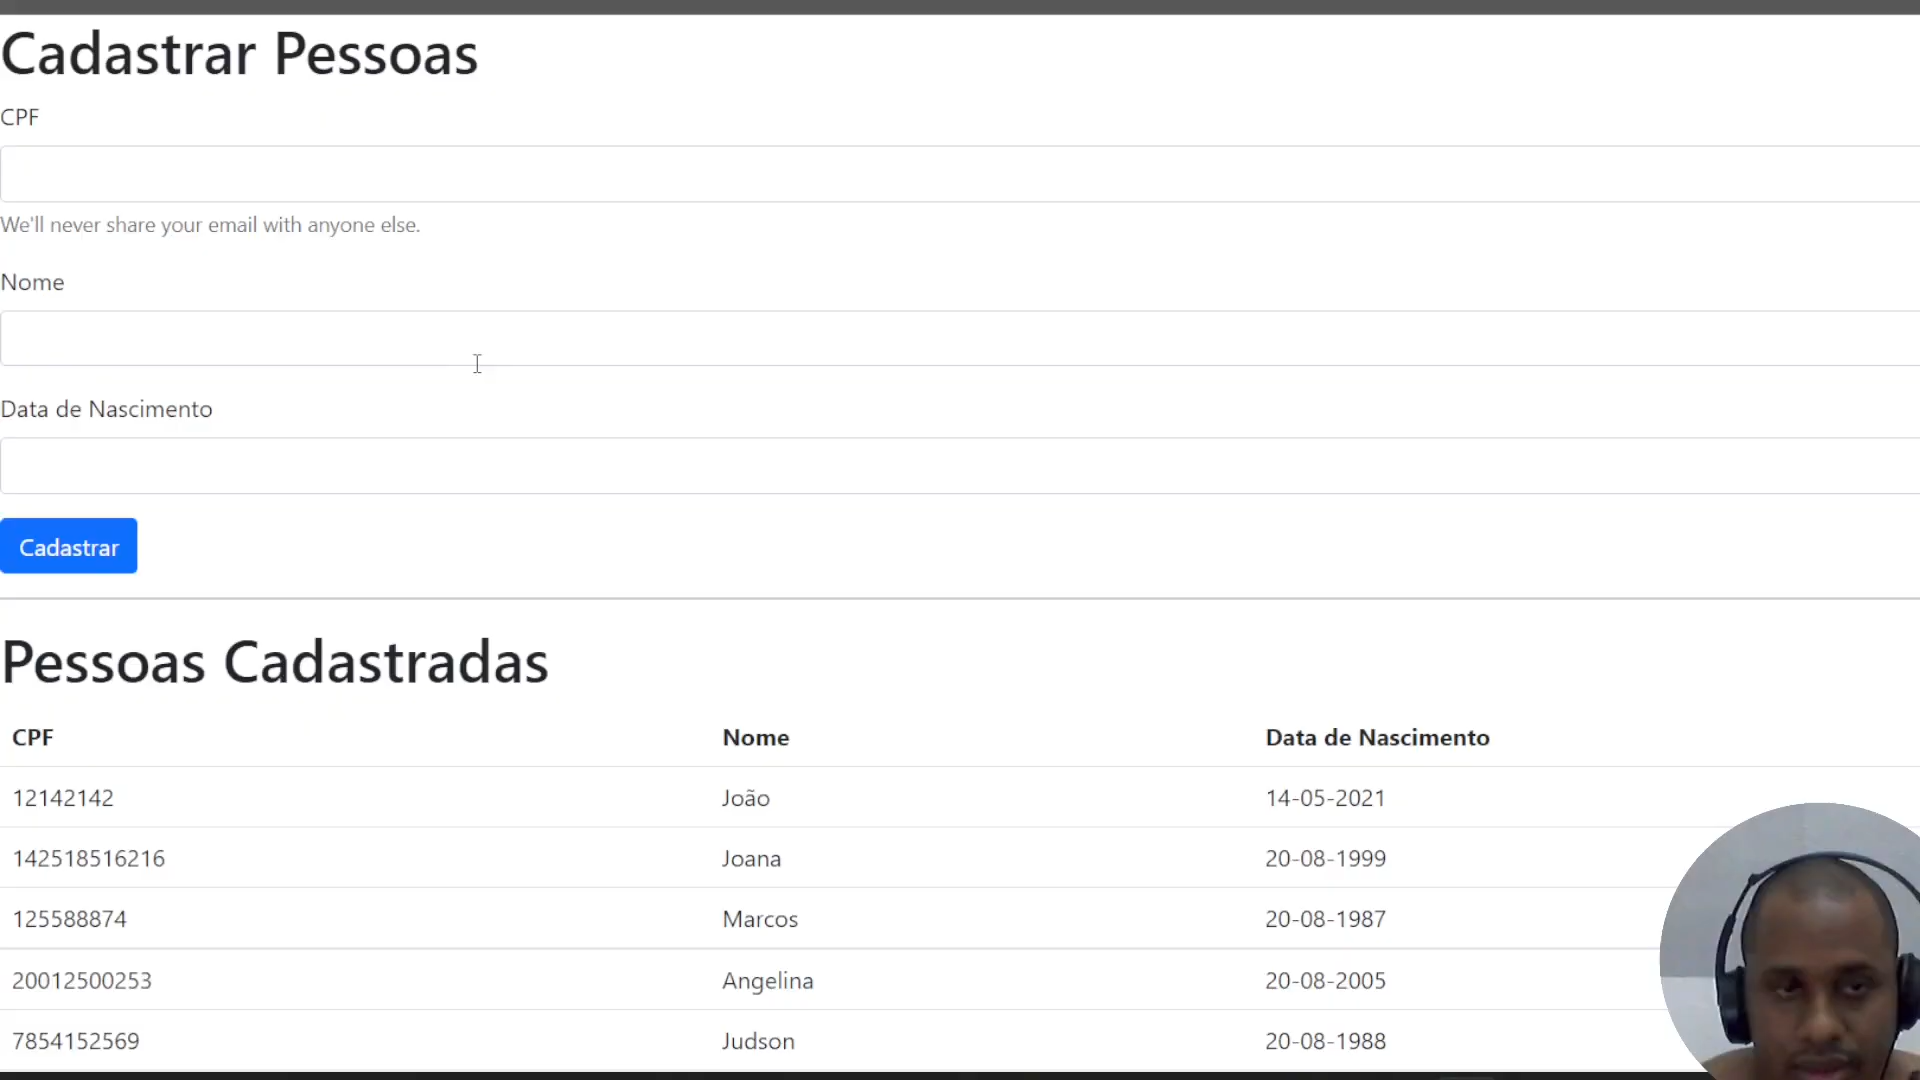 Cadastrar Pessoas
CPF
We'll never share your email with anyone else.
Nome
Data de Nascimento
Cadastrar
Pessoas Cadastradas
CPF Nome Data de Nascimento
12142142 João 14-05-2021
142518516216 Joana 20-08-1999
125588874 Marcos 20-08-1987
20012500253 Angelina 20-08-2005
7854152569 Judson 20-08-1988